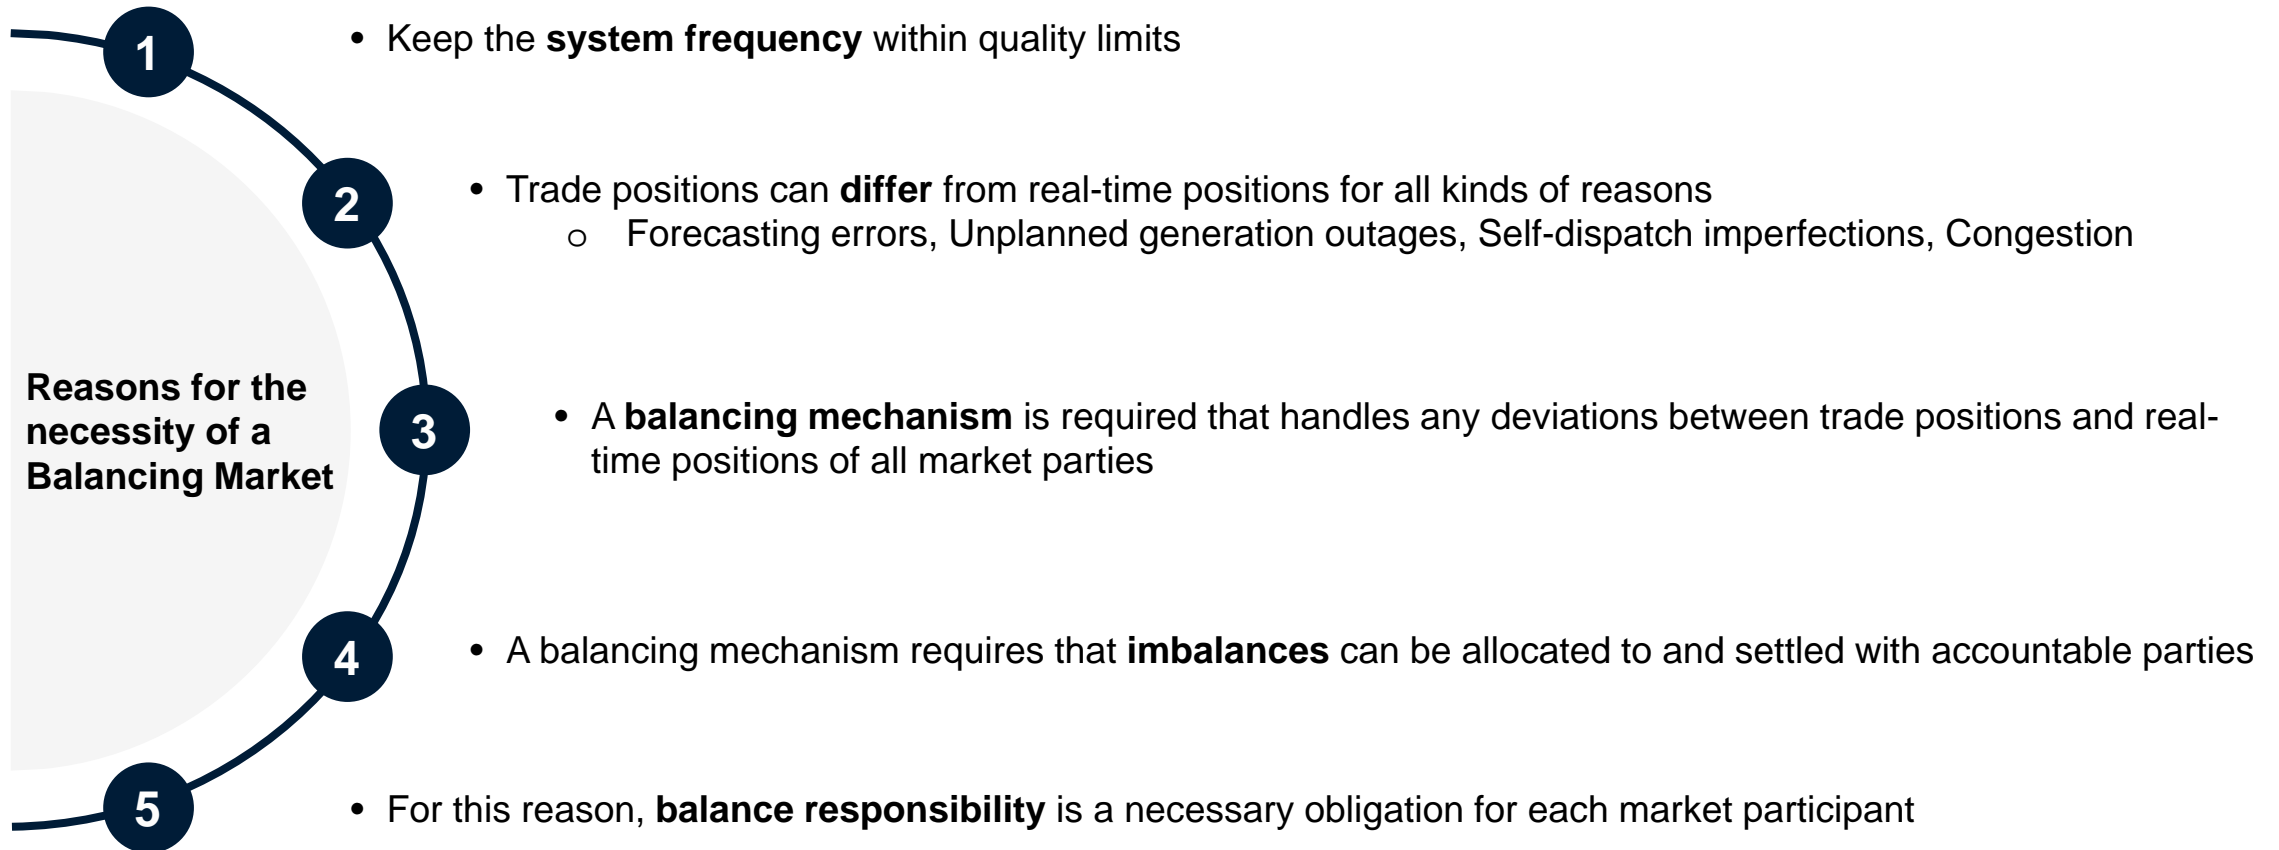 1
• Keep the system frequency within quality limits
2
• Trade positions can differ from real-time positions for all kinds of reasons
o Forecasting errors, Unplanned generation outages, Self-dispatch imperfections, Congestion
Reasons for the
necessity of a
Balancing Market
3
• A balancing mechanism is required that handles any deviations between trade positions and real-
time positions of all market parties
4
• A balancing mechanism requires that imbalances can be allocated to and settled with accountable parties
5
• For this reason, balance responsibility is a necessary obligation for each market participant